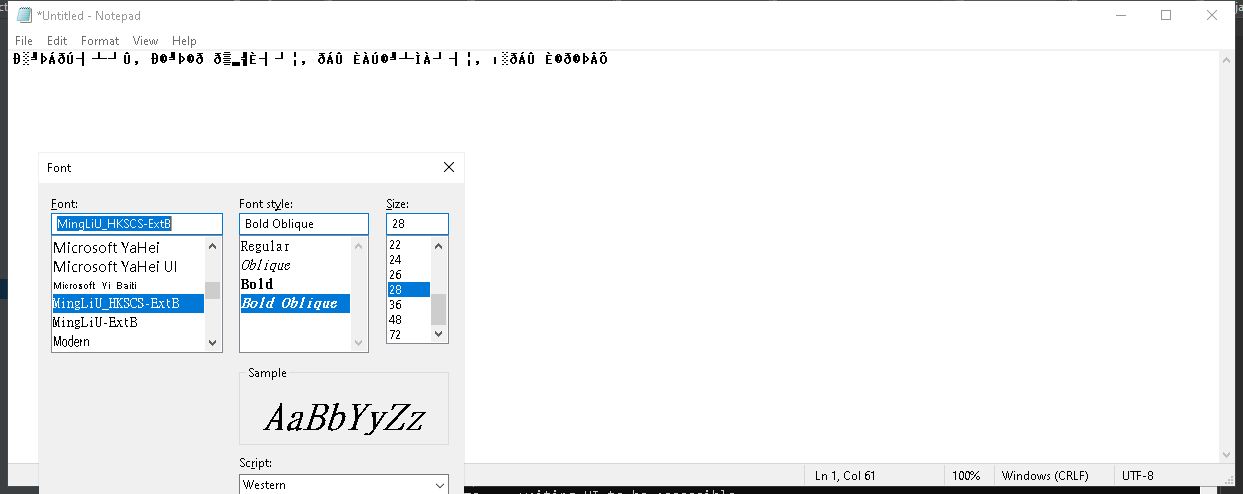 *Untitled - Notepad
File Edit Format View Help
Ð░╝ÞÁðÚ┤┴┘Û, Ð®╝Þ®ð ð▒▂╣È┤┘¦, ðÁÛ ÈÀÚ®╝┴ÌÀ┘┤¦, ı░ðÁÛ È®ð®ÞÂÕ
Font
Font:
Font style:
Size:
MingLiU_HKSCS-ExtB
Bold Oblique
28
Microsoft YaHei
Microsoft YaHei UI
Microsoft Yi Baiti
MingLiU_HKSCS-ExtB
MingLiU-ExtB
Modern
Regular
Oblique
Bold
Bold Oblique
22
24
26
28
36
48
72
Sample
AaBbYyZz
Script:
Western
Ln 1, Col 61
100%
Windows (CRLF)
UTF-8